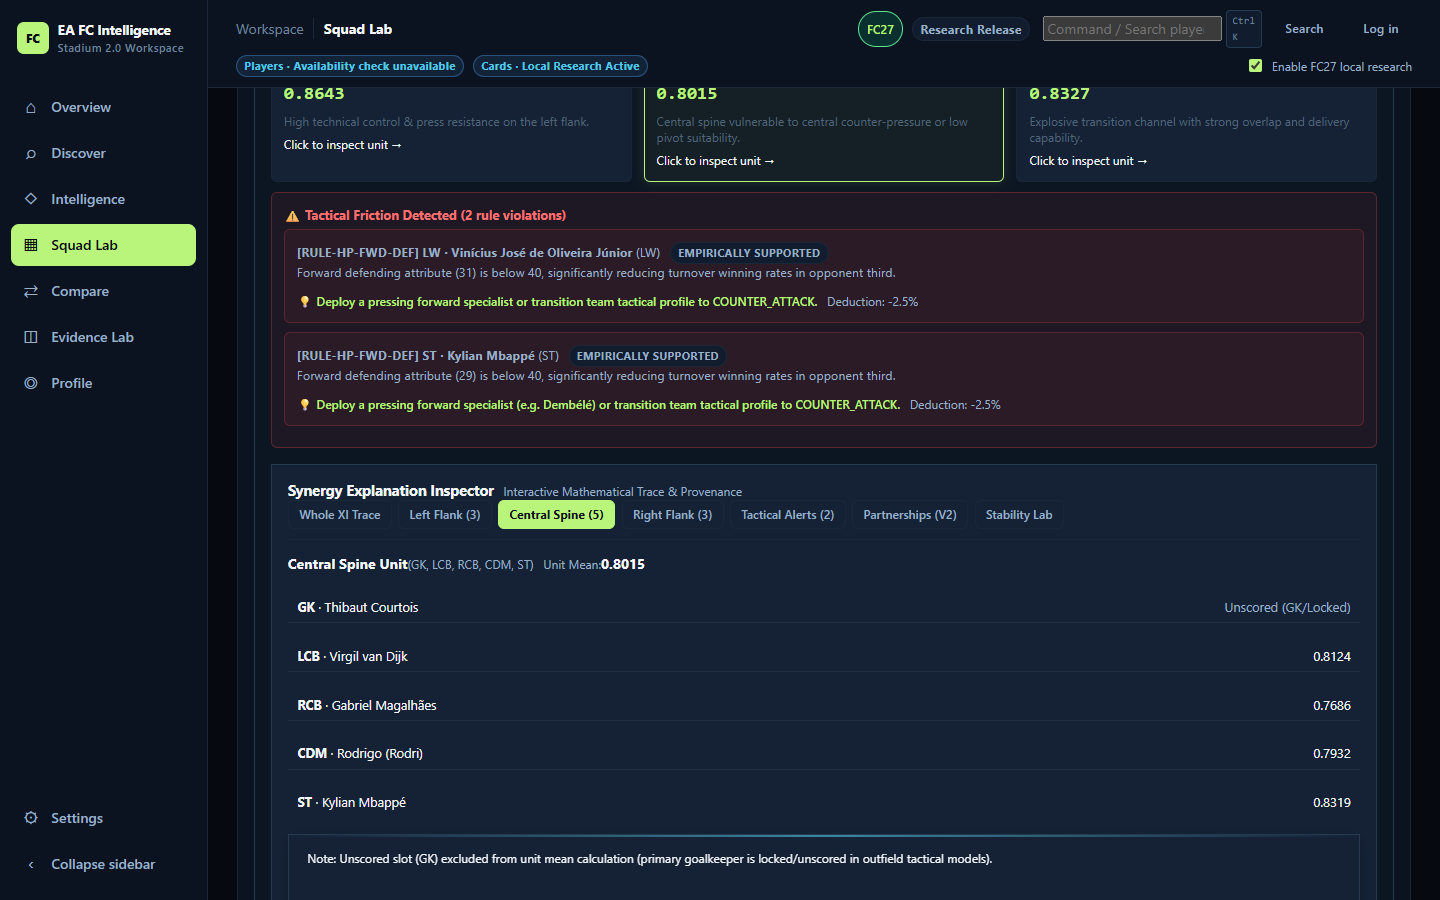 FC
EA FC Intelligence
Stadium 2.0 Workspace
Overview
Discover
Intelligence
Squad Lab
Compare
Evidence Lab
Profile
Settings
Collapse sidebar
Workspace
Squad Lab
FC27
Research Release
Command / Search playe
Ctrl K
Search
Log in
Players · Availability check unavailable
Cards · Local Research Active
Enable FC27 local research
0.8643
High technical control & press resistance on the left flank.
Click to inspect unit →
0.8015
Central spine vulnerable to central counter-pressure or low
pivot suitability.
Click to inspect unit →
0.8327
Explosive transition channel with strong overlap and delivery
capability.
Click to inspect unit →
Tactical Friction Detected (2 rule violations)
[RULE-HP-FWD-DEF] LW · Vinícius José de Oliveira Júnior (LW) EMPIRICALLY SUPPORTED
Forward defending attribute (31) is below 40, significantly reducing turnover winning rates in opponent third.
Deploy a pressing forward specialist or transition team tactical profile to COUNTER_ATTACK. Deduction: -2.5%
[RULE-HP-FWD-DEF] ST · Kylian Mbappé (ST) EMPIRICALLY SUPPORTED
Forward defending attribute (29) is below 40, significantly reducing turnover winning rates in opponent third.
Deploy a pressing forward specialist (e.g. Dembélé) or transition team tactical profile to COUNTER_ATTACK. Deduction: -2.5%
Synergy Explanation Inspector Interactive Mathematical Trace & Provenance
Whole XI Trace
Left Flank (3)
Central Spine (5)
Right Flank (3)
Tactical Alerts (2)
Partnerships (V2)
Stability Lab
Central Spine Unit(GK, LCB, RCB, CDM, ST) Unit Mean:0.8015
GK · Thibaut Courtois Unscored (GK/Locked)
LCB · Virgil van Dijk 0.8124
RCB · Gabriel Magalhães 0.7686
CDM · Rodrigo (Rodri) 0.7932
ST · Kylian Mbappé 0.8319
Note: Unscored slot (GK) excluded from unit mean calculation (primary goalkeeper is locked/unscored in outfield tactical models).